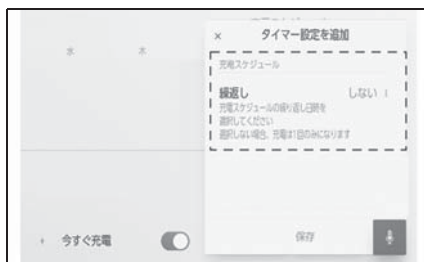 × タイマー設定を追加
水 木
充電スケジュール
繰返し しない
充電スケジュールの繰り返し日時を
選択してください
選択しない場合、充電は1回のみになります
今すぐ充電
保存